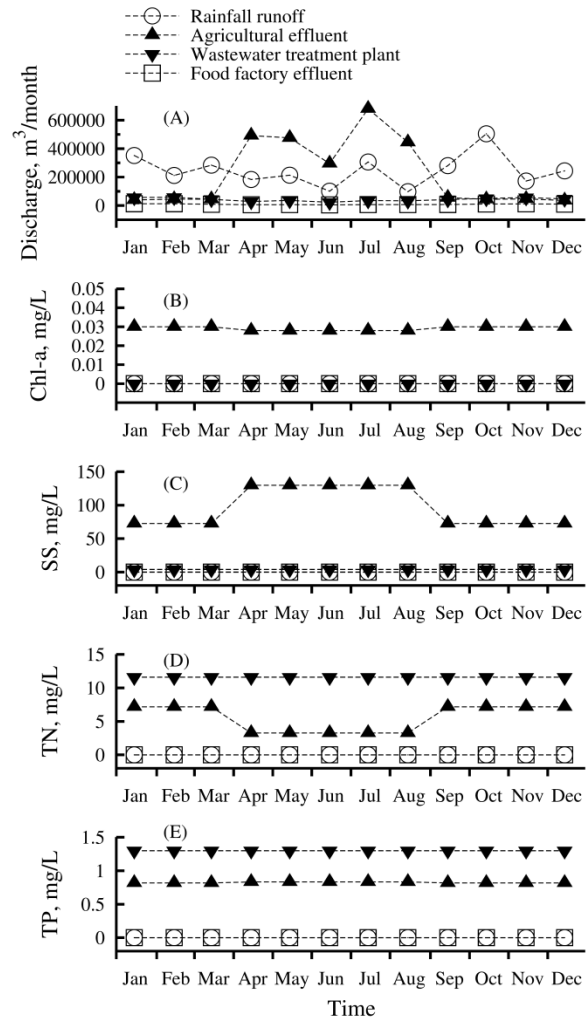 Rainfall runoff
Agricultural effluent
Wastewater treatment plant
Food factory effluent
(A)
Discharge, m³/month
600000
400000
200000
0
Jan Feb Mar Apr May Jun Jul Aug Sep Oct Nov Dec
(B)
Chl-a, mg/L
0.05
0.04
0.03
0.02
0.01
0
Jan Feb Mar Apr May Jun Jul Aug Sep Oct Nov Dec
(C)
SS, mg/L
150
100
50
0
Jan Feb Mar Apr May Jun Jul Aug Sep Oct Nov Dec
(D)
TN, mg/L
15
10
5
0
Jan Feb Mar Apr May Jun Jul Aug Sep Oct Nov Dec
(E)
TP, mg/L
1.5
1
0.5
0
Jan Feb Mar Apr May Jun Jul Aug Sep Oct Nov Dec
Time